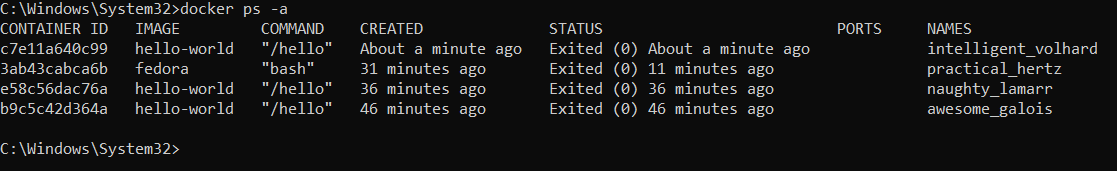 C:\Windows\System32>docker ps -a
CONTAINER ID   IMAGE         COMMAND    CREATED              STATUS                          PORTS     NAMES
c7e11a640c99   hello-world   "/hello"   About a minute ago   Exited (0) About a minute ago             intelligent_volhard
3ab43cabca6b   fedora        "bash"     31 minutes ago       Exited (0) 11 minutes ago                 practical_hertz
e58c56dac76a   hello-world   "/hello"   36 minutes ago       Exited (0) 36 minutes ago                 naughty_lamarr
b9c5c42d364a   hello-world   "/hello"   46 minutes ago       Exited (0) 46 minutes ago                 awesome_galois
C:\Windows\System32>